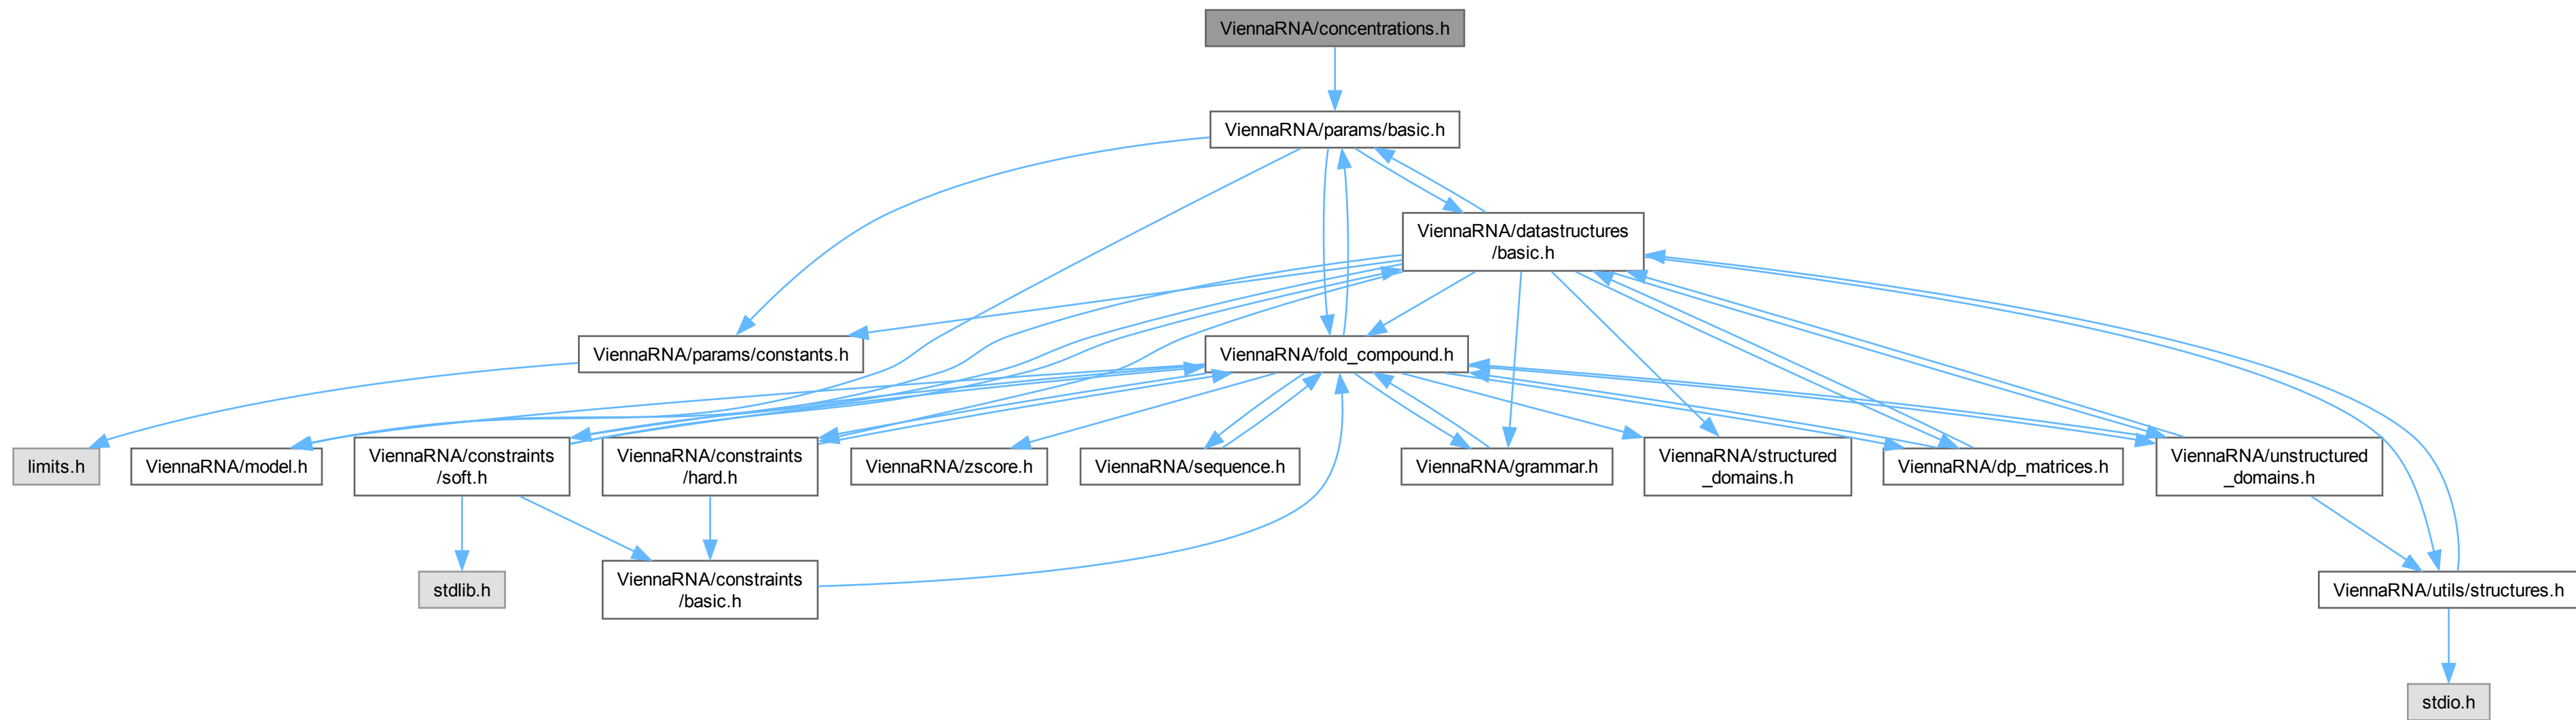 ViennaRNA/concentrations.h
ViennaRNA/params/basic.h
ViennaRNA/datastructures
/basic.h
ViennaRNA/params/constants.h
ViennaRNA/fold_compound.h
limits.h
ViennaRNA/model.h
ViennaRNA/constraints
/soft.h
ViennaRNA/constraints
/hard.h
ViennaRNA/zscore.h
ViennaRNA/sequence.h
ViennaRNA/grammar.h
ViennaRNA/structured
_domains.h
ViennaRNA/dp_matrices.h
ViennaRNA/unstructured
_domains.h
stdlib.h
ViennaRNA/constraints
/basic.h
ViennaRNA/utils/structures.h
stdio.h